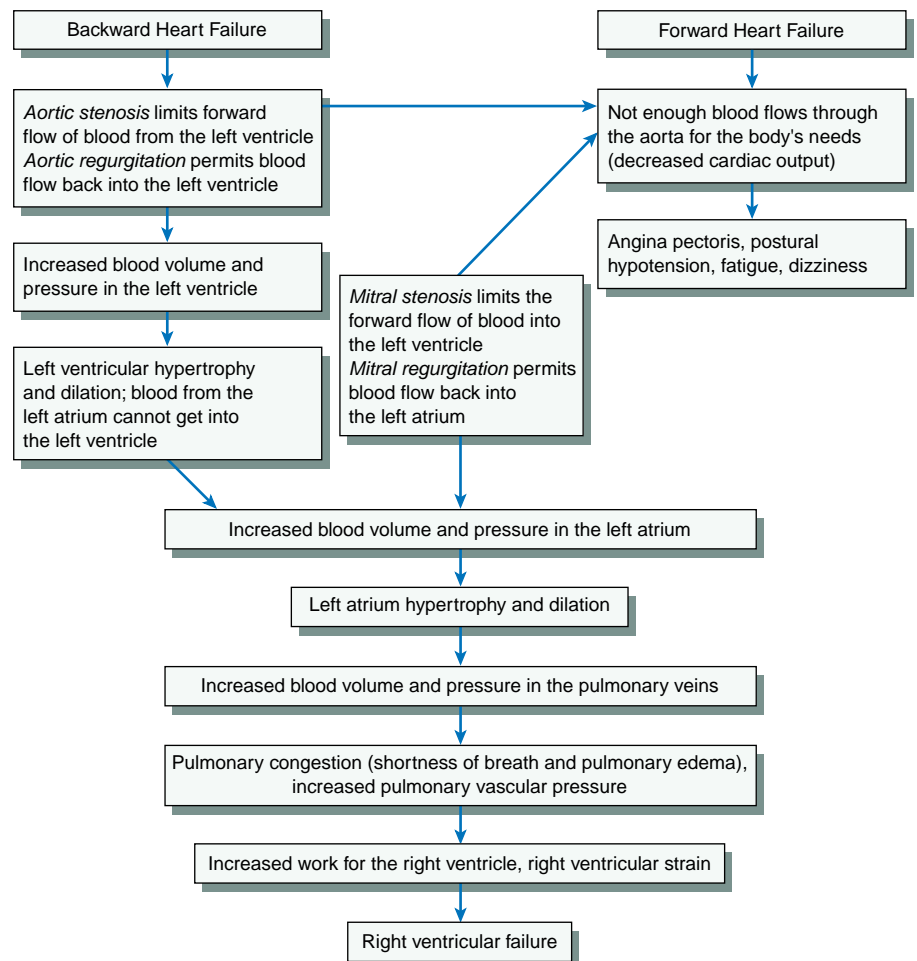 Backward Heart Failure
Forward Heart Failure
Aortic stenosis limits forward
flow of blood from the left ventricle
Aortic regurgitation permits blood
flow back into the left ventricle
Not enough blood flows through
the aorta for the body's needs
(decreased cardiac output)
Increased blood volume and
pressure in the left ventricle
Angina pectoris, postural
hypotension, fatigue, dizziness
Mitral stenosis limits the
forward flow of blood into
the left ventricle
Mitral regurgitation permits
blood flow back into
the left atrium
Left ventricular hypertrophy
and dilation; blood from the
left atrium cannot get into
the left ventricle
Increased blood volume and pressure in the left atrium
Left atrium hypertrophy and dilation
Increased blood volume and pressure in the pulmonary veins
Pulmonary congestion (shortness of breath and pulmonary edema),
increased pulmonary vascular pressure
Increased work for the right ventricle, right ventricular strain
Right ventricular failure